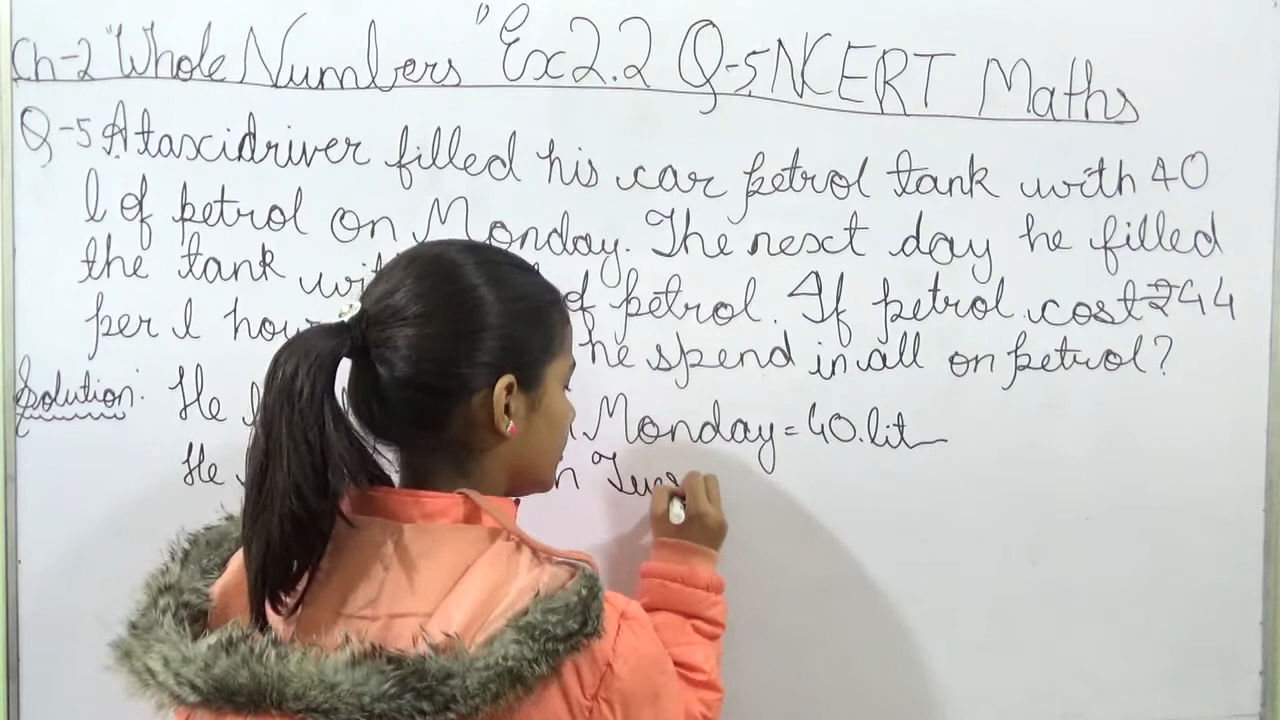 Ch-2 "Whole Numbers" Ex2.2 Q-5 NCERT Maths
Q-5 A taxidriver filled his car petrol tank with 40
l of petrol on Monday. The next day he filled
the tank of petrol. If petrol cost ₹44
per l he spend in all on petrol?
Solution: He Monday=40.lit
He Tues